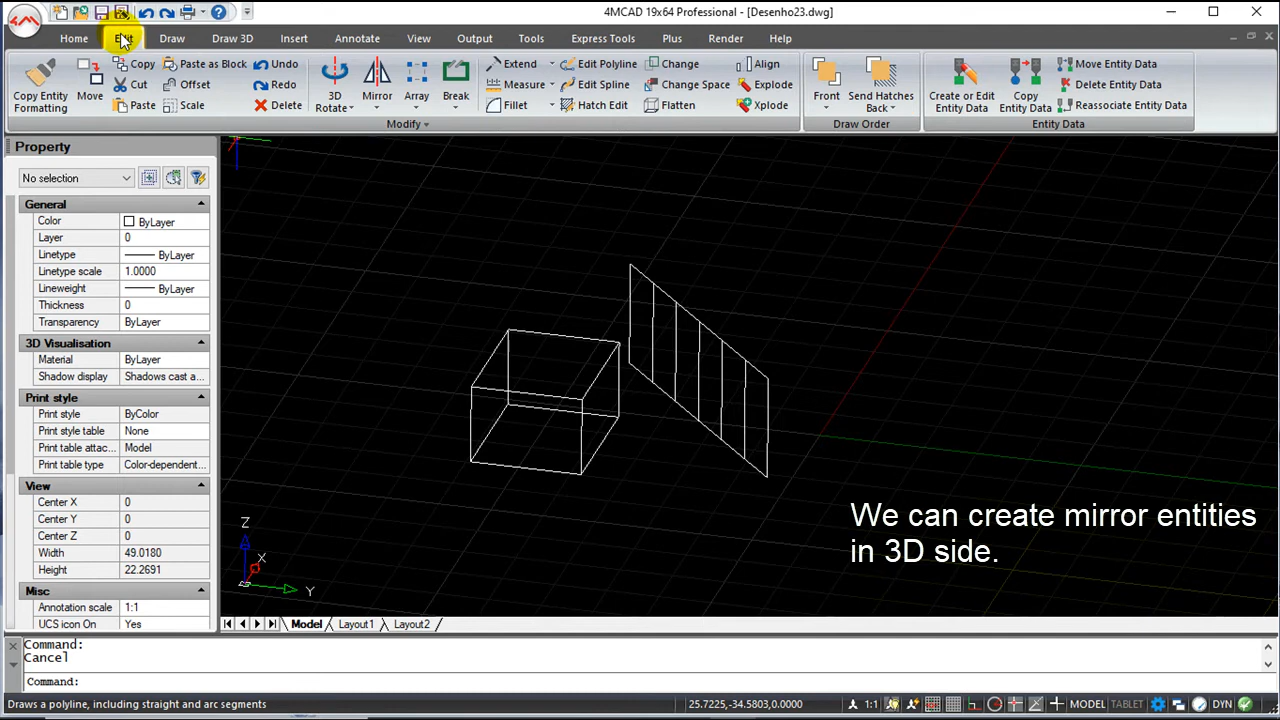 4MCAD 19x64 Professional - [Desenho23.dwg]
Home Edit Draw Draw 3D Insert Annotate View Output Tools Express Tools Plus Render Help
Copy Paste as Block Undo Extend Edit Polyline Change Align Move Entity Data
Cut Offset Redo Measure Edit Spline Change Space Explode Delete Entity Data
Paste Scale Delete Fillet Hatch Edit Flatten Xplode Reassociate Entity Data
Copy Entity Formatting Move 3D Rotate Mirror Array Break Front Send Hatches Back Create or Edit Entity Data Copy Entity Data
Modify Draw Order Entity Data
Property
No selection
General
Color ByLayer
Layer 0
Linetype ByLayer
Linetype scale 1.0000
Lineweight ByLayer
Thickness 0
Transparency ByLayer
3D Visualisation
Material ByLayer
Shadow display Shadows cast a...
Print style
Print style ByColor
Print style table None
Print table attac... Model
Print table type Color-dependent...
View
Center X 0
Center Y 0
Center Z 0
Width 49.0180
Height 22.2691
Misc
Annotation scale 1:1
UCS icon On Yes
Z
X
Y
We can create mirror entities
in 3D side.
Model Layout1 Layout2
Command:
Cancel
Command:
Draws a polyline, including straight and arc segments 25.7225,-34.5803,0.0000 1:1 MODEL TABLET DYN